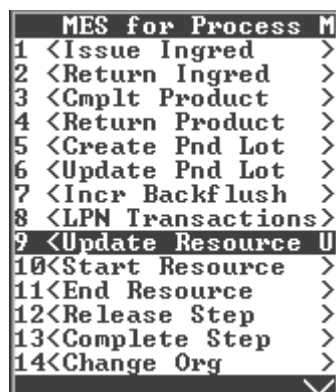 MES for Process M
1 <Issue Ingred >
2 <Return Ingred >
3 <Cmplt Product >
4 <Return Product >
5 <Create Pnd Lot >
6 <Update Pnd Lot >
7 <Incr Backflush >
8 <LPN Transactions>
9 <Update Resource U
10<Start Resource >
11<End Resource >
12<Release Step >
13<Complete Step >
14<Change Org >